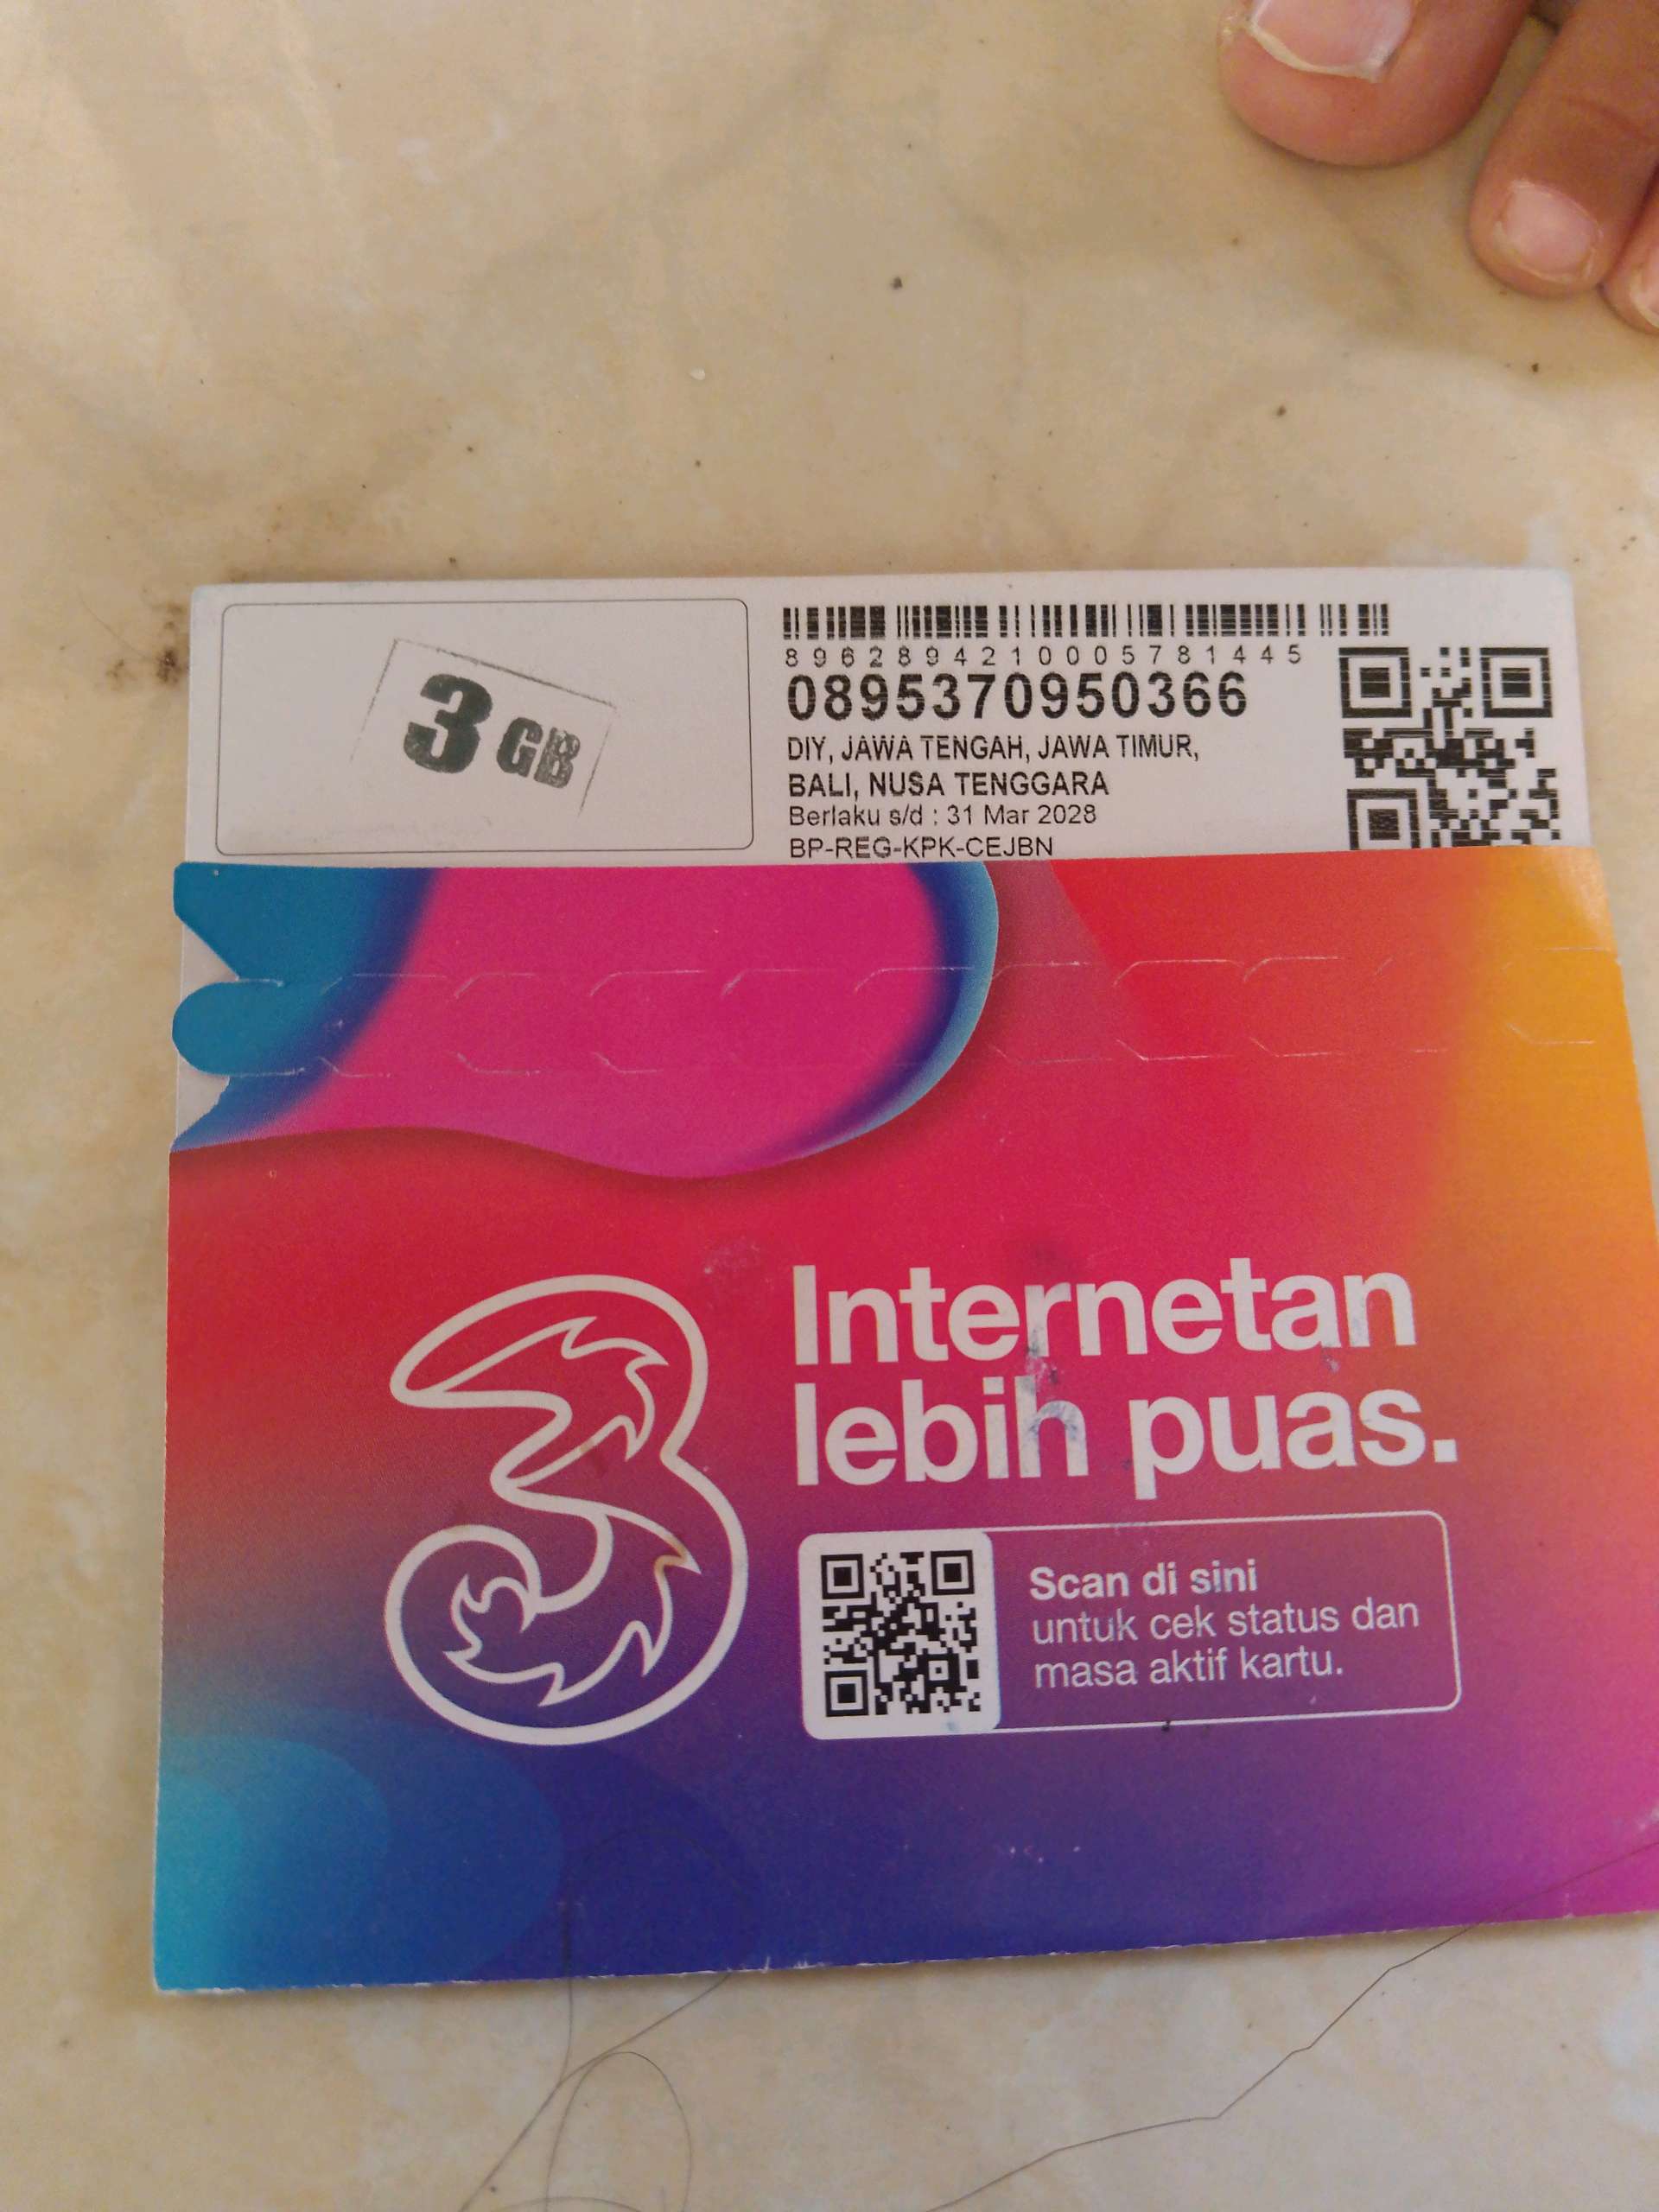 3 GB
8962894210005781445
0895370950366
DIY, JAWA TENGAH, JAWA TIMUR,
BALI, NUSA TENGGARA
Berlaku s/d : 31 Mar 2028
BP-REG-KPK-CEJBN
3
Internetan
lebih puas.
Scan di sini
untuk cek status dan
masa aktif kartu.